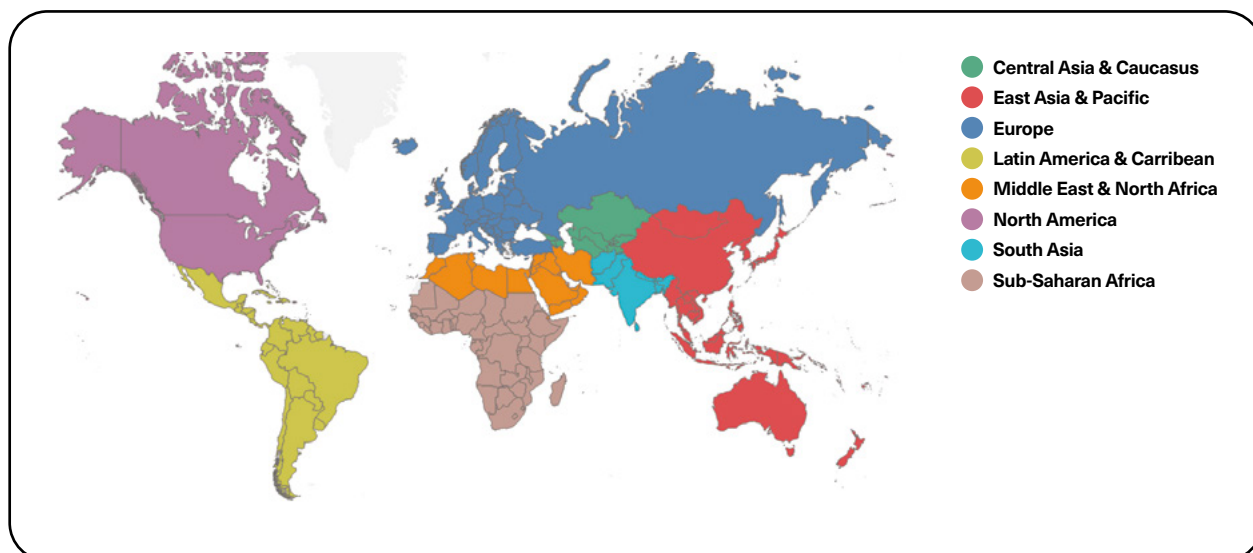 Central Asia & Caucasus
East Asia & Pacific
Europe
Latin America & Carribean
Middle East & North Africa
North America
South Asia
Sub-Saharan Africa